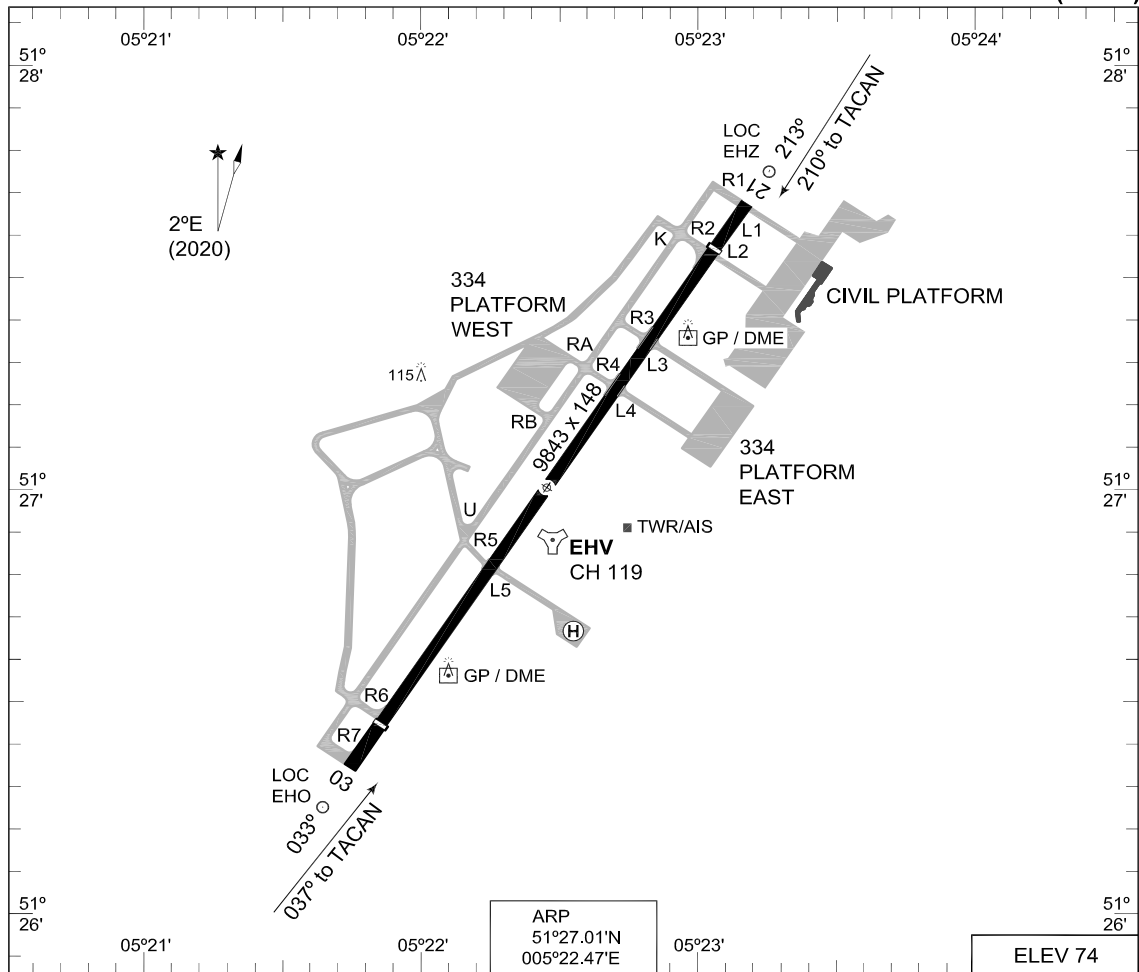 05º21'
05º22'
05º23'
05º24'
51º
28'
51º
28'
LOC
EHZ
213º
210º to TACAN
R1
21
2ºE
(2020)
K
R2
L1
L2
334
PLATFORM
WEST
CIVIL PLATFORM
R3
GP / DME
RA
L3
115
R4
L4
RB
9843 x 148
334
PLATFORM
EAST
51º
27'
51º
27'
U
TWR/AIS
R5
EHV
CH 119
L5
H
GP / DME
R6
R7
LOC
EHO
03
033º
037º to TACAN
51º
26'
51º
26'
ARP
51º27.01'N
005º22.47'E
05º21'
05º22'
05º23'
ELEV 74